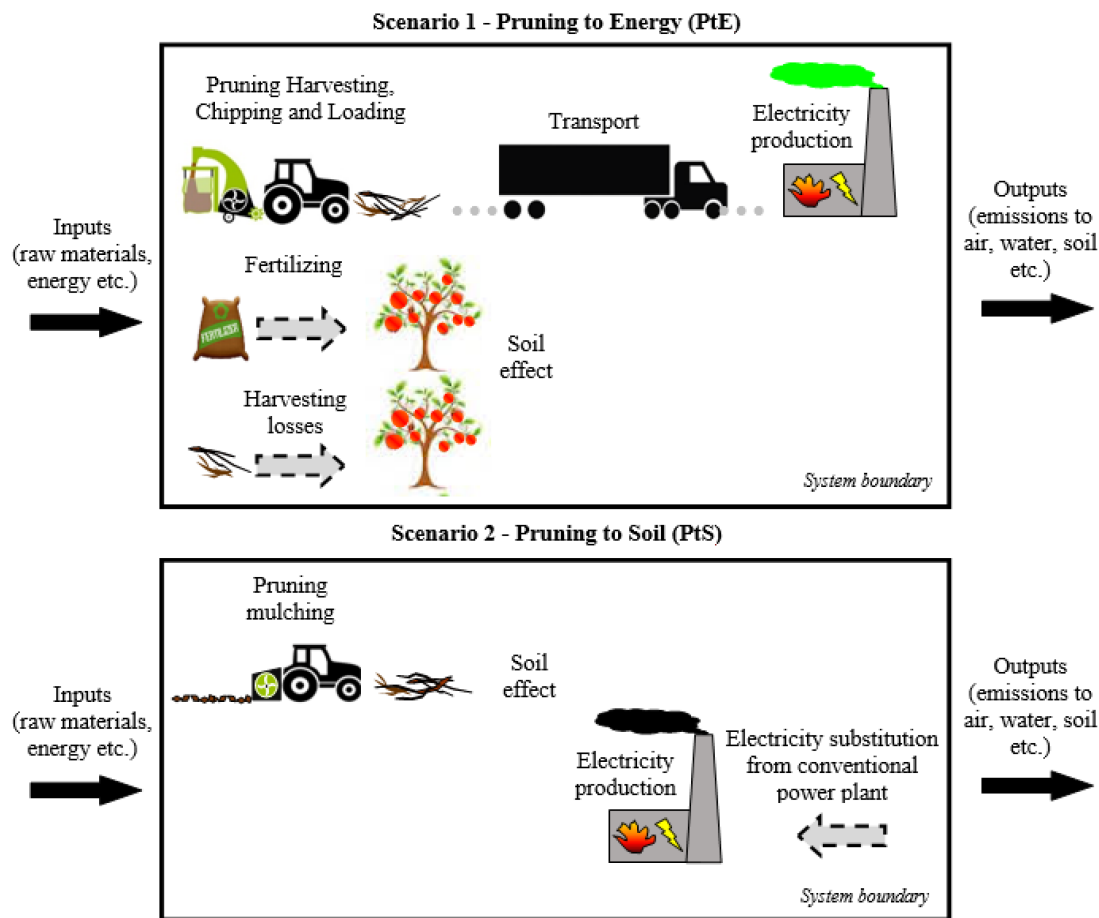 Scenario 1 - Pruning to Energy (PtE)
Pruning Harvesting,
Chipping and Loading
Transport
Electricity
production
Inputs
(raw materials,
energy etc.)
Outputs
(emissions to
air, water, soil
etc.)
Fertilizing
FERTILIZER
Soil
effect
Harvesting
losses
System boundary
Scenario 2 - Pruning to Soil (PtS)
Pruning
mulching
Soil
effect
Inputs
(raw materials,
energy etc.)
Outputs
(emissions to
air, water, soil
etc.)
Electricity
production
Electricity substitution
from conventional
power plant
System boundary